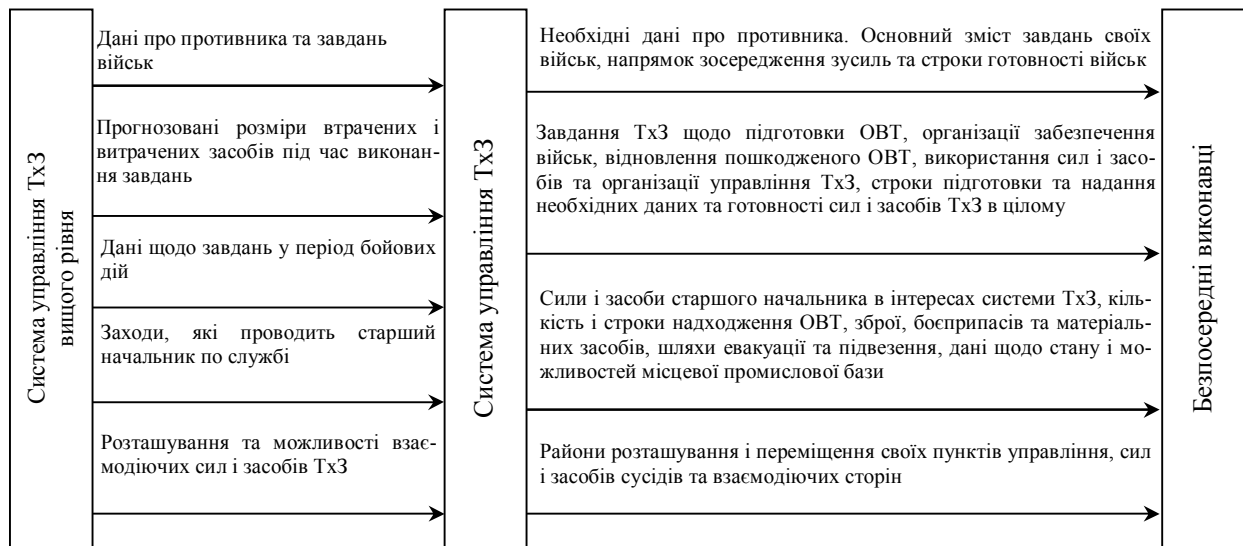 Система управління ТхЗ
вищого рівня
Дані про противника та завдань
військ
Прогнозовані розміри втрачених і
витрачених засобів під час виконан-
ня завдань
Дані щодо завдань у період бойових
дій
Заходи, які проводить старший
начальник по службі
Розташування та можливості взає-
модіючих сил і засобів ТхЗ
Система управління ТхЗ
Необхідні дані про противника. Основний зміст завдань своїх
військ, напрямок зосередження зусиль та строки готовності військ
Завдання ТхЗ щодо підготовки ОВТ, організації забезпечення
військ, відновлення пошкодженого ОВТ, використання сил і засо-
бів та організації управління ТхЗ, строки підготовки та надання
необхідних даних та готовності сил і засобів ТхЗ в цілому
Сили і засоби старшого начальника в інтересах системи ТхЗ, кіль-
кість і строки надходження ОВТ, зброї, боєприпасів та матеріаль-
них засобів, шляхи евакуації та підвезення, дані щодо стану і мо-
жливостей місцевої промислової бази
Райони розташування і переміщення своїх пунктів управління, сил
і засобів сусідів та взаємодіючих сторін
Безпосередні виконавці